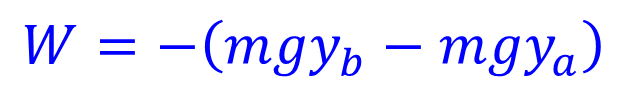 W = −(mgy_b − mgy_a)